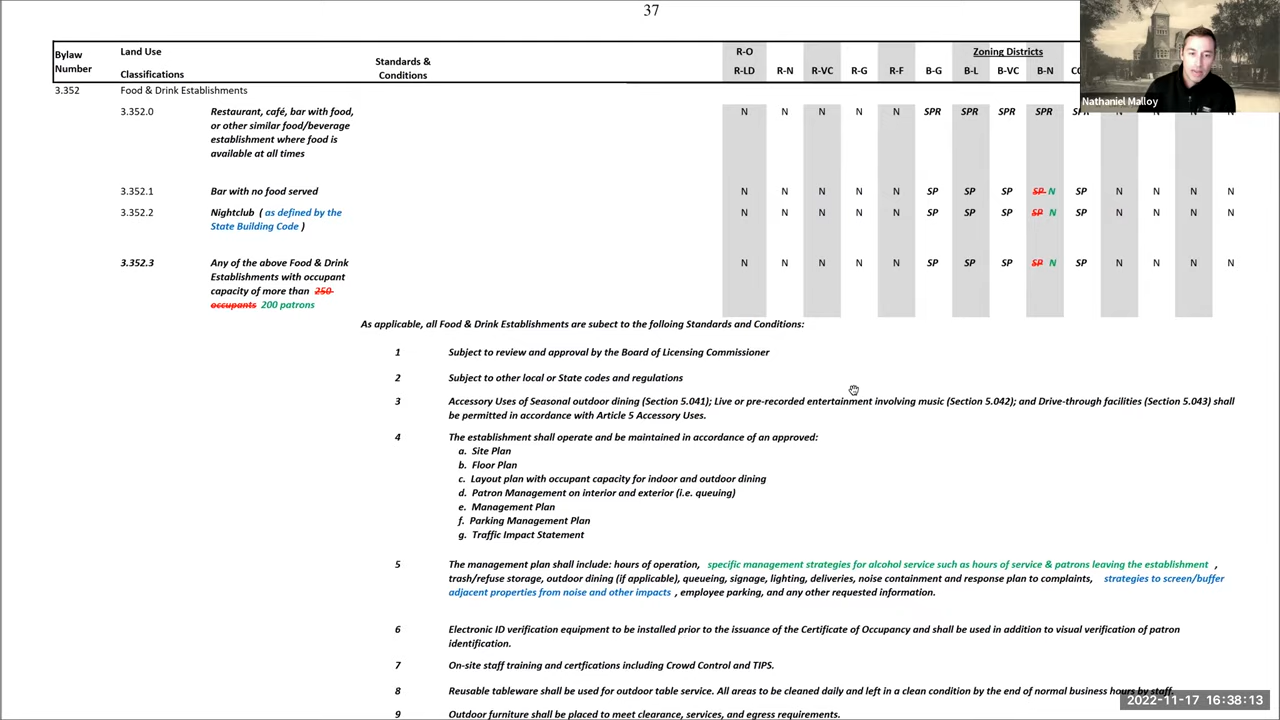 37
Bylaw Number Land Use Classifications Standards & Conditions R-O R-LD R-N R-VC R-G R-F B-G B-L Zoning Districts B-VC B-N
3.352 Food & Drink Establishments
3.352.0 Restaurant, café, bar with food, N N N N N SPR SPR SPR SPR SPR N N N N
or other similar food/beverage
establishment where food is
available at all times
3.352.1 Bar with no food served N N N N N SP SP SP SP N SP N N N N
3.352.2 Nightclub ( as defined by the N N N N N SP SP SP SP N SP N N N N
State Building Code )
3.352.3 Any of the above Food & Drink N N N N N SP SP SP SP N SP N N N N
Establishments with occupant
capacity of more than 250
occupants 200 patrons
As applicable, all Food & Drink Establishments are subect to the folloing Standards and Conditions:
1 Subject to review and approval by the Board of Licensing Commissioner
2 Subject to other local or State codes and regulations
3 Accessory Uses of Seasonal outdoor dining (Section 5.041); Live or pre-recorded entertainment involving music (Section 5.042); and Drive-through facilities (Section 5.043) shall
be permitted in accordance with Article 5 Accessory Uses.
4 The establishment shall operate and be maintained in accordance of an approved:
a. Site Plan
b. Floor Plan
c. Layout plan with occupant capacity for indoor and outdoor dining
d. Patron Management on interior and exterior (i.e. queuing)
e. Management Plan
f. Parking Management Plan
g. Traffic Impact Statement
5 The management plan shall include: hours of operation, specific management strategies for alcohol service such as hours of service & patrons leaving the establishment ,
trash/refuse storage, outdoor dining (if applicable), queueing, signage, lighting, deliveries, noise containment and response plan to complaints, strategies to screen/buffer
adjacent properties from noise and other impacts , employee parking, and any other requested information.
6 Electronic ID verification equipment to be installed prior to the issuance of the Certificate of Occupancy and shall be used in addition to visual verification of patron
identification.
7 On-site staff training and certfications including Crowd Control and TIPS.
8 Reusable tableware shall be used for outdoor table service. All areas to be cleaned daily and left in a clean condition by the end of normal business hours by staff.
9 Outdoor furniture shall be placed to meet clearance, services, and egress requirements.
Nathaniel Malloy
2022-11-17 16:38:13